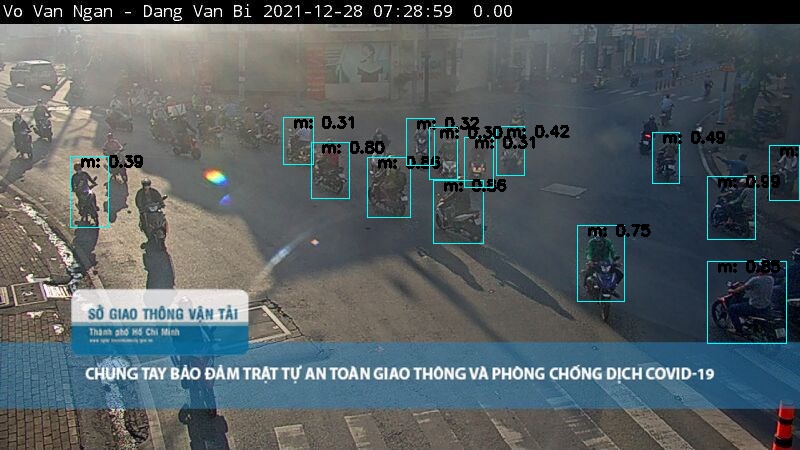 Vo Van Ngan - Dang Van Bi 2021-12-28 07:28:59 0.00
m: 0.31
m: 0.32
m: 0.30
m: 0.42
m: 0.31
m: 0.49
m: 0.39
m: 0.80
m: 0.86
m: 0.99
m: 0.75
SỞ GIAO THÔNG VẬN TẢI
Thành phố Hồ Chí Minh
CHUNG TAY BẢO ĐẢM TRẬT TỰ AN TOÀN GIAO THÔNG VÀ PHÒNG CHỐNG DỊCH COVID-19